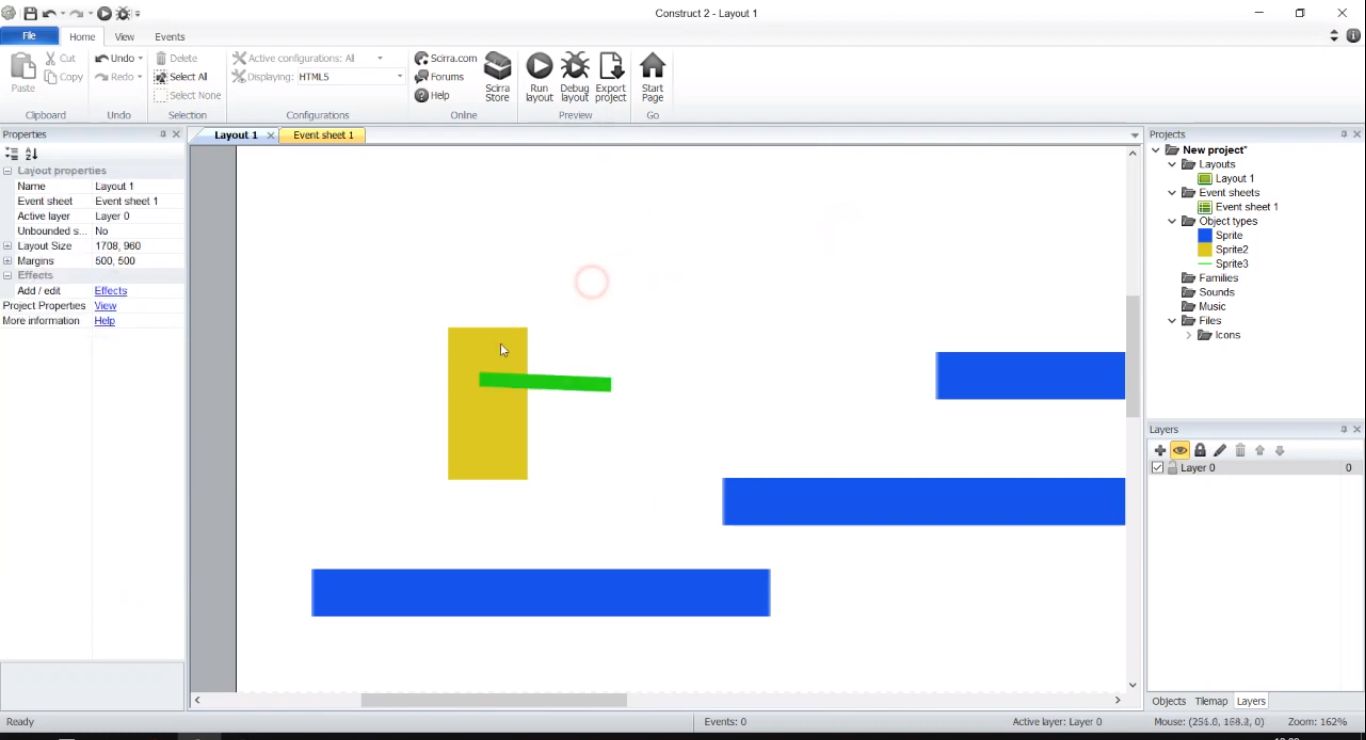 Construct 2 - Layout 1
File Home View Events
Paste Cut Copy
Clipboard
Undo Redo
Undo
Delete Select All Select None
Selection
Active configurations: All
Displaying: HTML5
Configurations
Scirra.com Forums Help
Scirra Store
Online
Run layout Debug layout Export project
Preview
Start Page
Go
Properties
Layout 1 Event sheet 1
Projects
Layout properties
Name Layout 1
Event sheet Event sheet 1
Active layer Layer 0
Unbounded s... No
Layout Size 1708, 960
Margins 500, 500
Effects
Add / edit Effects
Project Properties View
More information Help
New project*
Layouts
Layout 1
Event sheets
Event sheet 1
Object types
Sprite
Sprite2
Sprite3
Families
Sounds
Music
Files
Icons
Layers
Layer 0 0
Objects Tilemap Layers
Ready Events: 0 Active layer: Layer 0 Mouse: Zoom: 162%